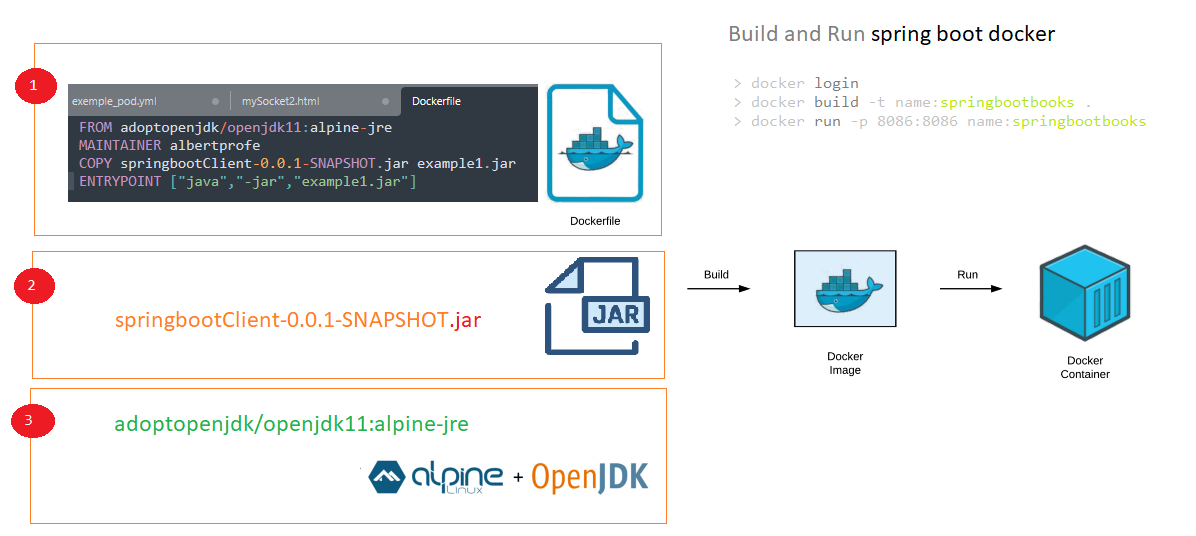 Build and Run spring boot docker
> docker login
> docker build -t name:springbootbooks .
> docker run -p 8086:8086 name:springbootbooks
1
exemple_pod.yml
mySocket2.html
Dockerfile
FROM adoptopenjdk/openjdk11:alpine-jre
MAINTAINER albertprofe
COPY springbootClient-0.0.1-SNAPSHOT.jar example1.jar
ENTRYPOINT ["java","-jar","example1.jar"]
Dockerfile
2
springbootClient-0.0.1-SNAPSHOT.jar
JAR
3
adoptopenjdk/openjdk11:alpine-jre
alpine
Linux
+
OpenJDK
Build
Docker
Image
Run
Docker
Container